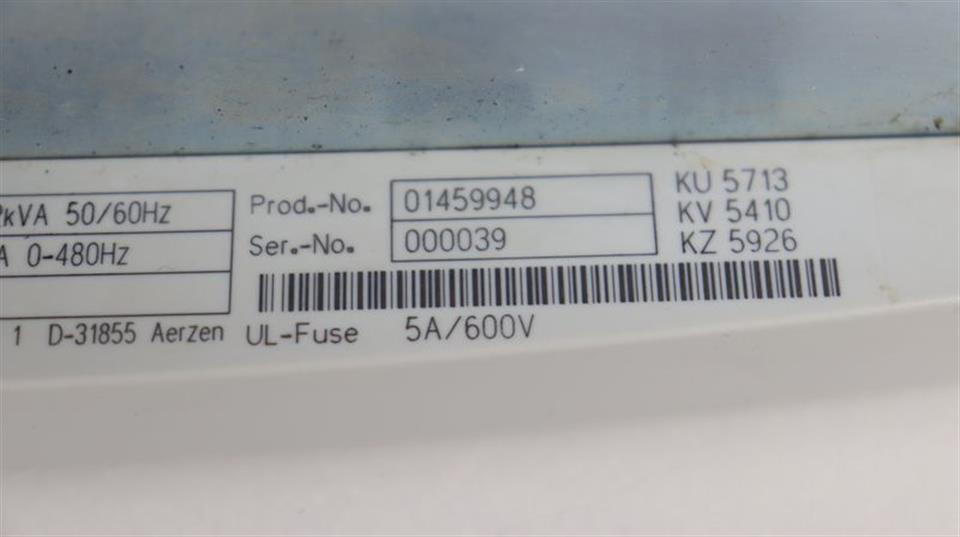 kVA 50/60Hz
A 0-480Hz
1 D-31855 Aerzen
Prod.-No. 01459948
Ser.-No. 000039
KU 5713
KV 5410
KZ 5926
UL-Fuse 5A/600V